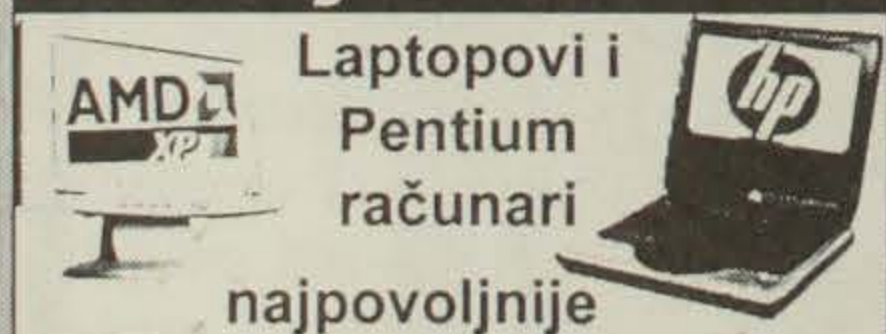 Laptopovi i
AMD
XP
Pentium
hp
računari
najpovoljnije